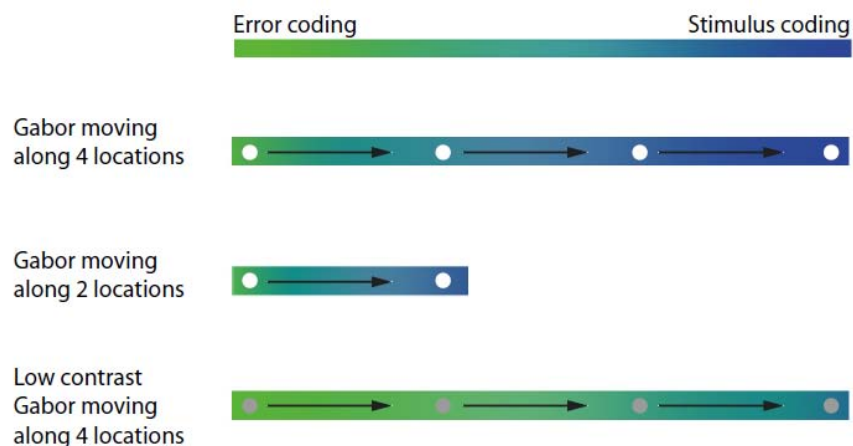 Error coding Stimulus coding
Gabor moving
along 4 locations
Gabor moving
along 2 locations
Low contrast
Gabor moving
along 4 locations